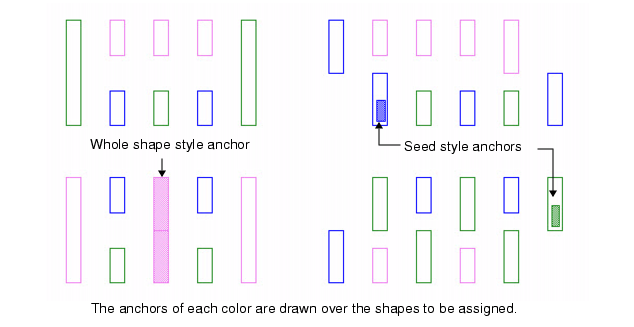 Whole shape style anchor
Seed style anchors
The anchors of each color are drawn over the shapes to be assigned.